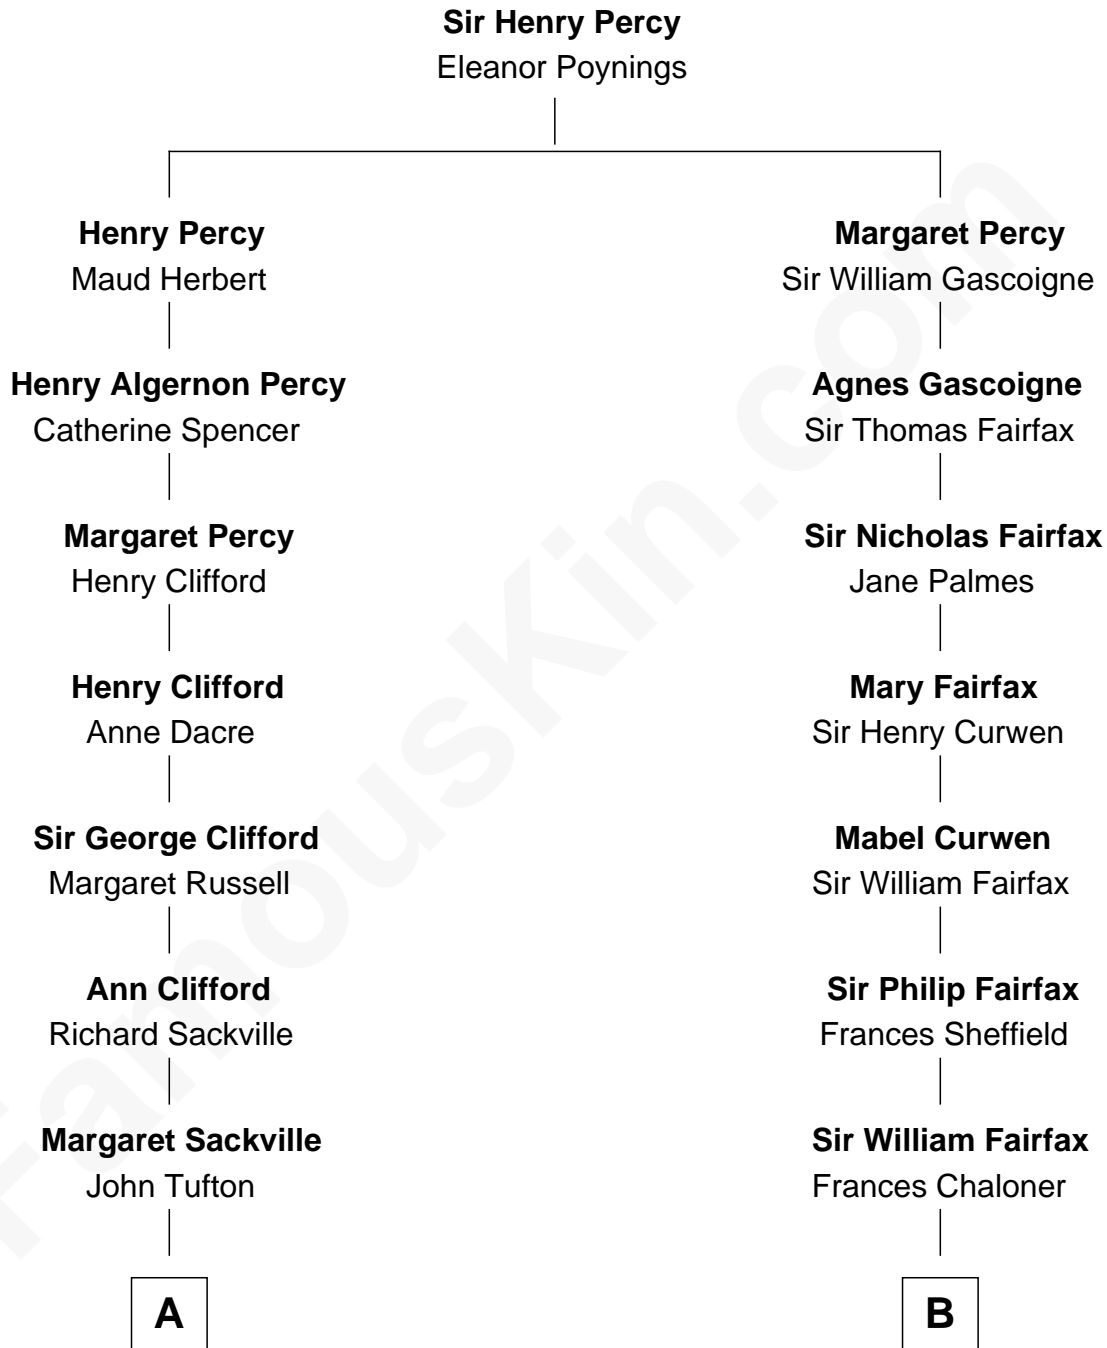 Sir Henry Percy
Eleanor Poynings
Henry Percy
Maud Herbert
Margaret Percy
Sir William Gascoigne
Henry Algernon Percy
Catherine Spencer
Agnes Gascoigne
Sir Thomas Fairfax
Margaret Percy
Henry Clifford
Sir Nicholas Fairfax
Jane Palmes
Henry Clifford
Anne Dacre
Mary Fairfax
Sir Henry Curwen
Sir George Clifford
Margaret Russell
Mabel Curwen
Sir William Fairfax
Ann Clifford
Richard Sackville
Sir Philip Fairfax
Frances Sheffield
Margaret Sackville
John Tufton
Sir William Fairfax
Frances Chaloner
A
B
FamousKin.com